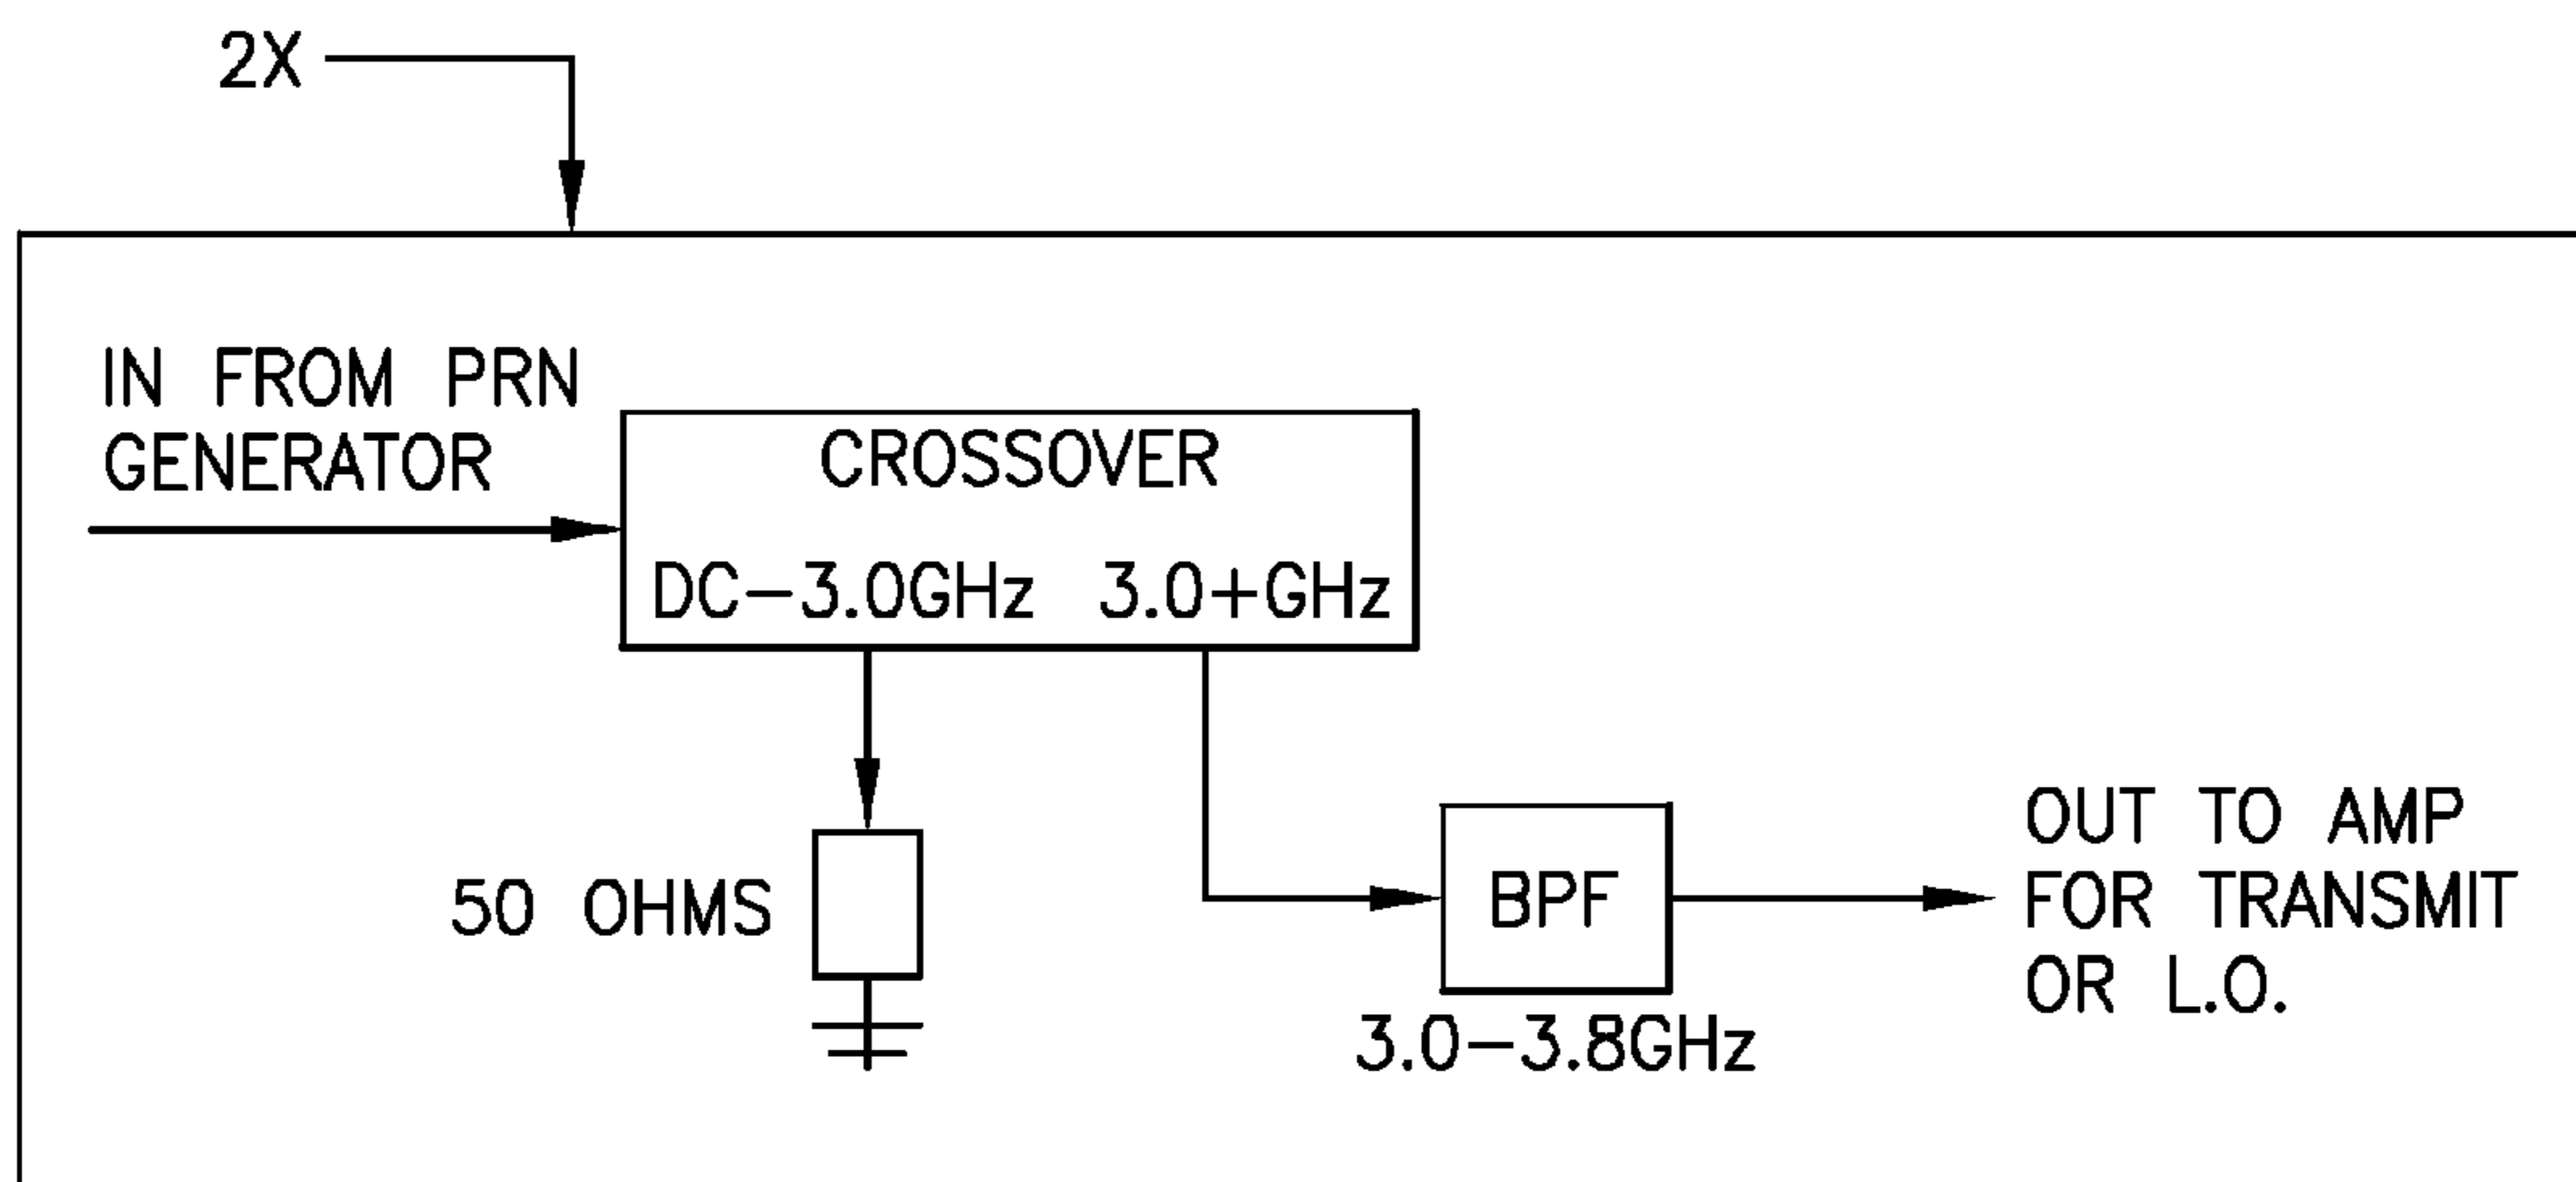 2X
IN FROM PRN
GENERATOR
CROSSOVER
DC-3.0GHz 3.0+GHz
50 OHMS
BPF
3.0-3.8GHz
OUT TO AMP
FOR TRANSMIT
OR L.O.